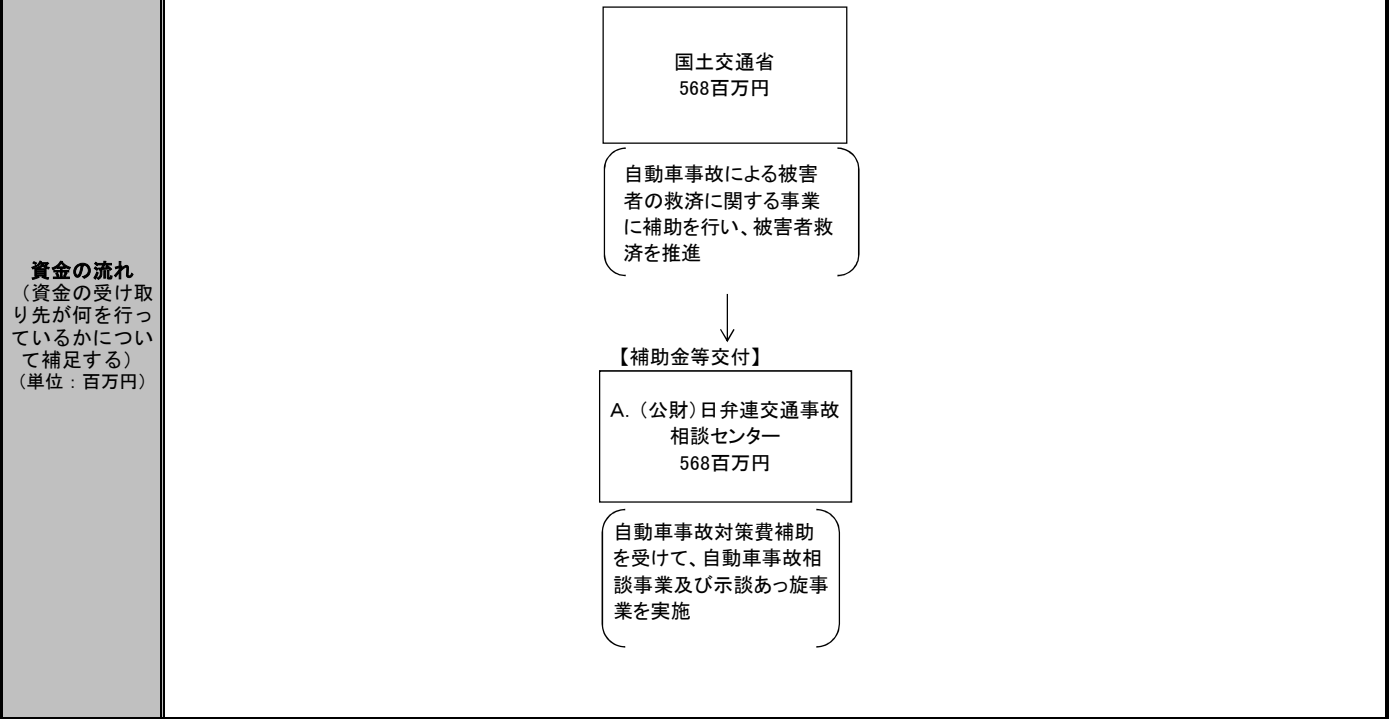 資金の流れ
（資金の受け取
り先が何を行っ
ているかについ
て補足する）
（単位：百万円）
国土交通省
568百万円
自動車事故による被害
者の救済に関する事業
に補助を行い、被害者救
済を推進
【補助金等交付】
A．（公財）日弁連交通事故
相談センター
568百万円
自動車事故対策費補助
を受けて、自動車事故相
談事業及び示談あっ旋事
業を実施